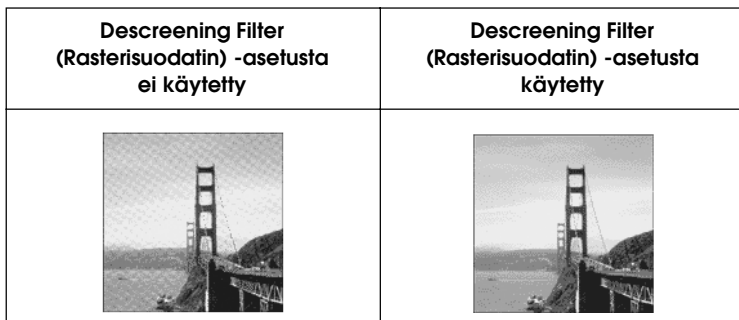 Descreening Filter
(Rasterisuodatin) -asetusta
ei käytetty
Descreening Filter
(Rasterisuodatin) -asetusta
käytetty